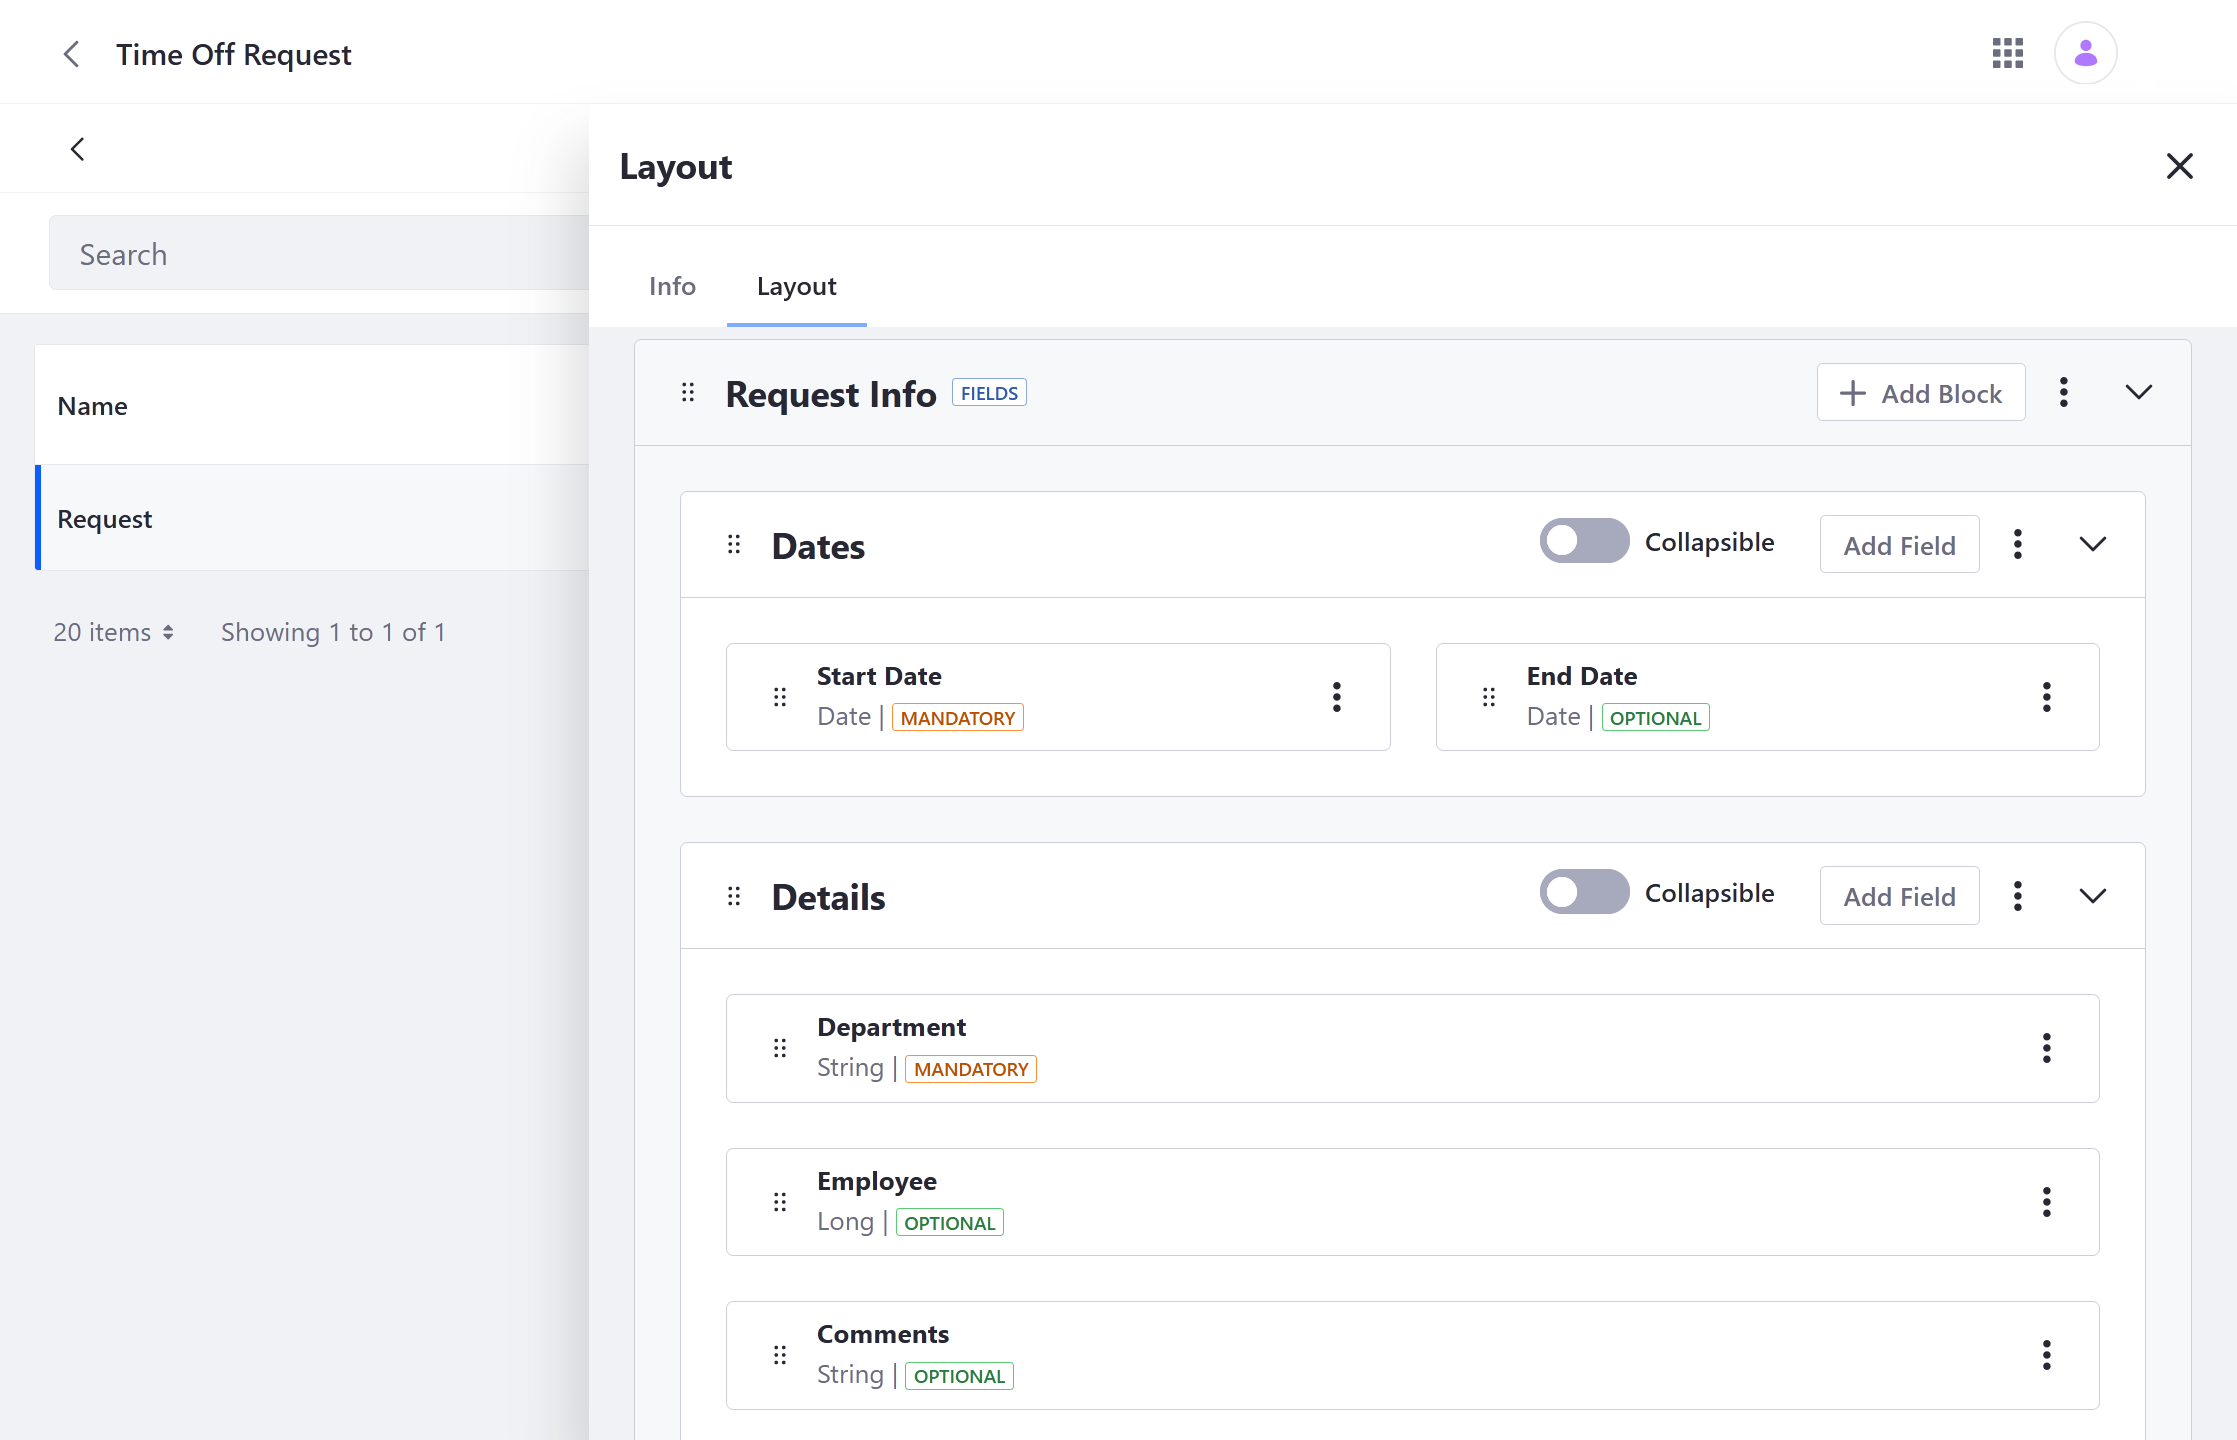 Time Off Request
Layout
Search
Info
Layout
Name
Request
20 items
Showing 1 to 1 of 1
Request Info
FIELDS
Add Block
Dates
Collapsible
Add Field
Start Date
Date | MANDATORY
End Date
Date | OPTIONAL
Details
Collapsible
Add Field
Department
String | MANDATORY
Employee
Long | OPTIONAL
Comments
String | OPTIONAL